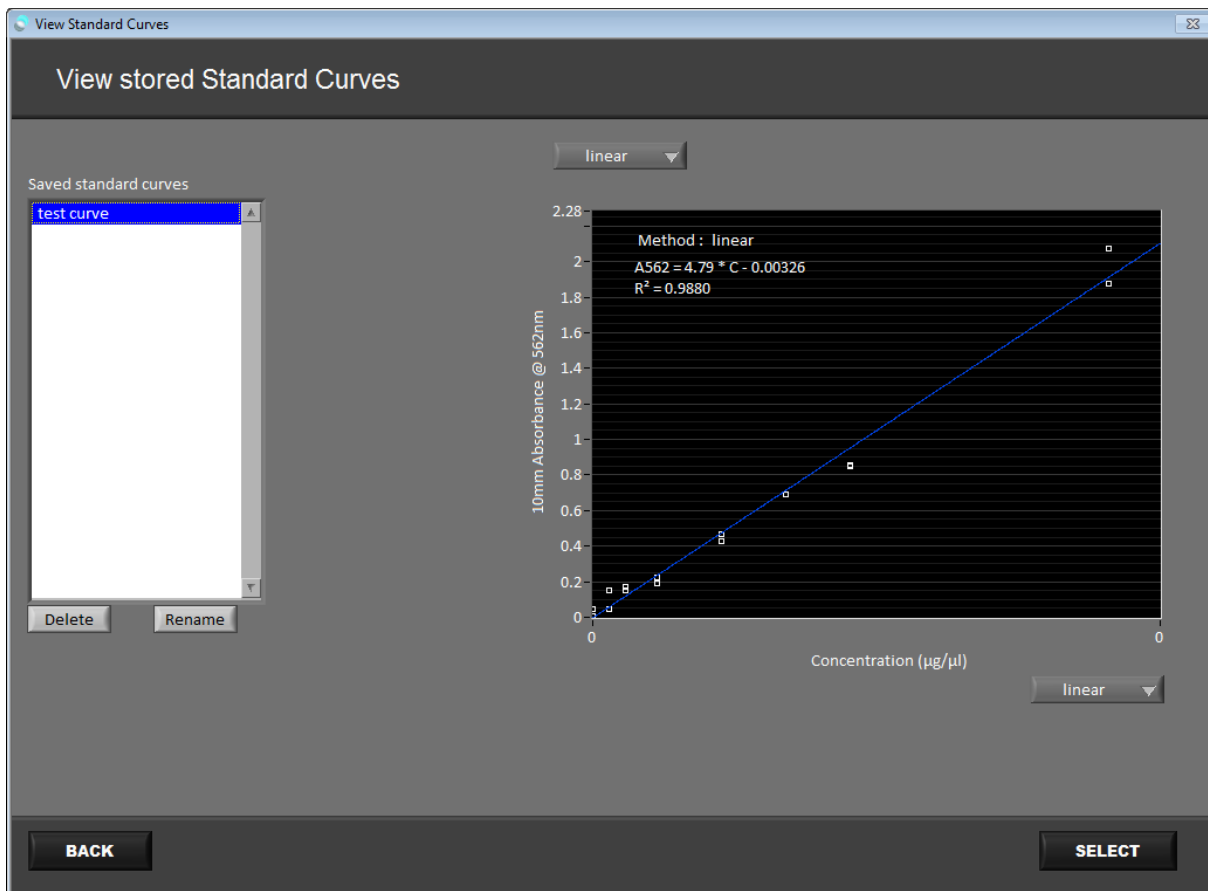 View Standard Curves
View stored Standard Curves
linear
Saved standard curves
test curve
Delete
Rename
2.28
2
1.8
1.6
1.4
1.2
1
0.8
0.6
0.4
0.2
0
10mm Absorbance @ 562nm
Method : linear
A562 = 4.79 * C - 0.00326
R² = 0.9880
0
0
Concentration (µg/µl)
linear
BACK
SELECT